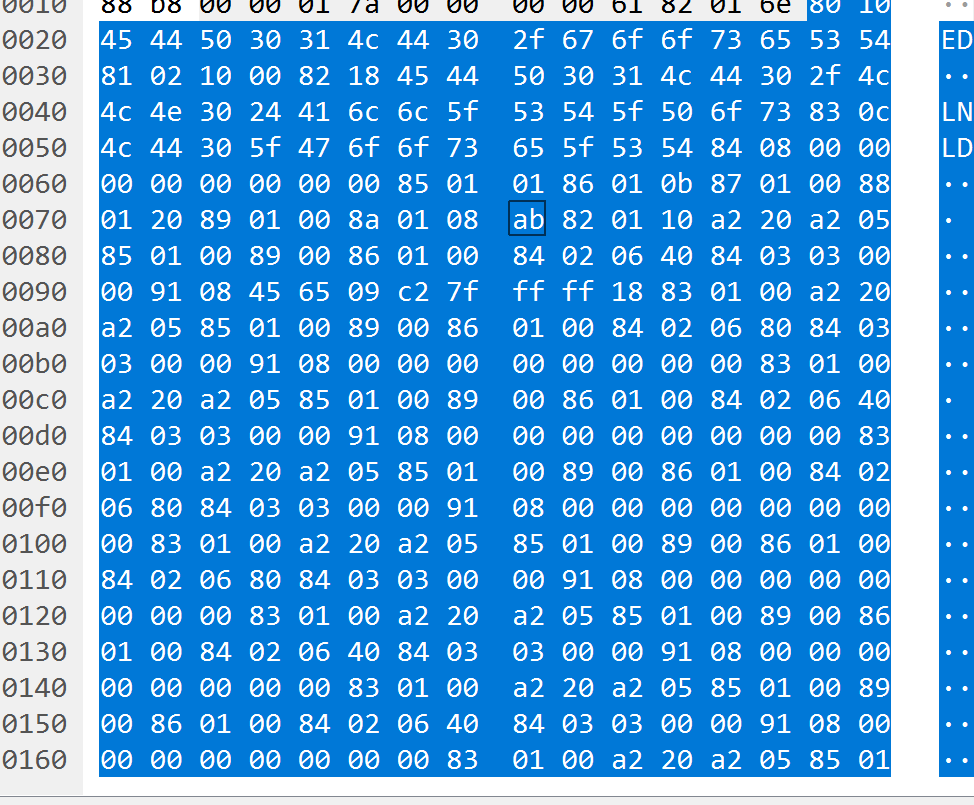 0010 88 b8 00 00 01 7a 00 00 00 00 61 82 01 6e 80 10 ··
0020 45 44 50 30 31 4c 44 30 2f 67 6f 6f 73 65 53 54 ED
0030 81 02 10 00 82 18 45 44 50 30 31 4c 44 30 2f 4c ··
0040 4c 4e 30 24 41 6c 6c 5f 53 54 5f 50 6f 73 83 0c LN
0050 4c 44 30 5f 47 6f 6f 73 65 5f 53 54 84 08 00 00 LD
0060 00 00 00 00 00 00 85 01 01 86 01 0b 87 01 00 88 ··
0070 01 20 89 01 00 8a 01 08 ab 82 01 10 a2 20 a2 05 ·
0080 85 01 00 89 00 86 01 00 84 02 06 40 84 03 03 00 ··
0090 00 91 08 45 65 09 c2 7f ff ff 18 83 01 00 a2 20 ··
00a0 a2 05 85 01 00 89 00 86 01 00 84 02 06 80 84 03 ··
00b0 03 00 00 91 08 00 00 00 00 00 00 00 00 83 01 00 ··
00c0 a2 20 a2 05 85 01 00 89 00 86 01 00 84 02 06 40 ·
00d0 84 03 03 00 00 91 08 00 00 00 00 00 00 00 00 83 ··
00e0 01 00 a2 20 a2 05 85 01 00 89 00 86 01 00 84 02 ··
00f0 06 80 84 03 03 00 00 91 08 00 00 00 00 00 00 00 ··
0100 00 83 01 00 a2 20 a2 05 85 01 00 89 00 86 01 00 ··
0110 84 02 06 80 84 03 03 00 00 91 08 00 00 00 00 00 ··
0120 00 00 00 83 01 00 a2 20 a2 05 85 01 00 89 00 86 ··
0130 01 00 84 02 06 40 84 03 03 00 00 91 08 00 00 00 ··
0140 00 00 00 00 00 83 01 00 a2 20 a2 05 85 01 00 89 ··
0150 00 86 01 00 84 02 06 40 84 03 03 00 00 91 08 00 ··
0160 00 00 00 00 00 00 00 83 01 00 a2 20 a2 05 85 01 ··